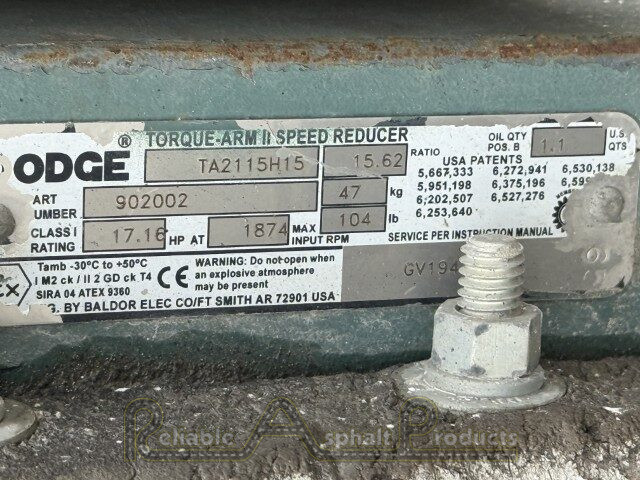 ® TORQUE-ARM II SPEED REDUCER
ODGE TA2115H15 15.62 RATIO
OIL QTY POS. B 1.1 U.S. QTS
USA PATENTS
5,667,333 6,272,941 6,530,138
5,951,198 6,375,196 6,59
6,202,507 6,527,276
6,253,640
ART UMBER 902002 47 kg
CLASS I RATING 17.16 HP AT 1874 MAX INPUT RPM 104 lb
SERVICE PER INSTRUCTION MANUAL
Tamb -30°C to +50°C
I M2 ck / II 2 GD ck T4
SIRA 04 ATEX 9360
CE
WARNING: Do not-open when
an explosive atmosphere
may be present
GV194
G. BY BALDOR ELEC CO/FT SMITH AR 72901 USA
Reliable Asphalt Products